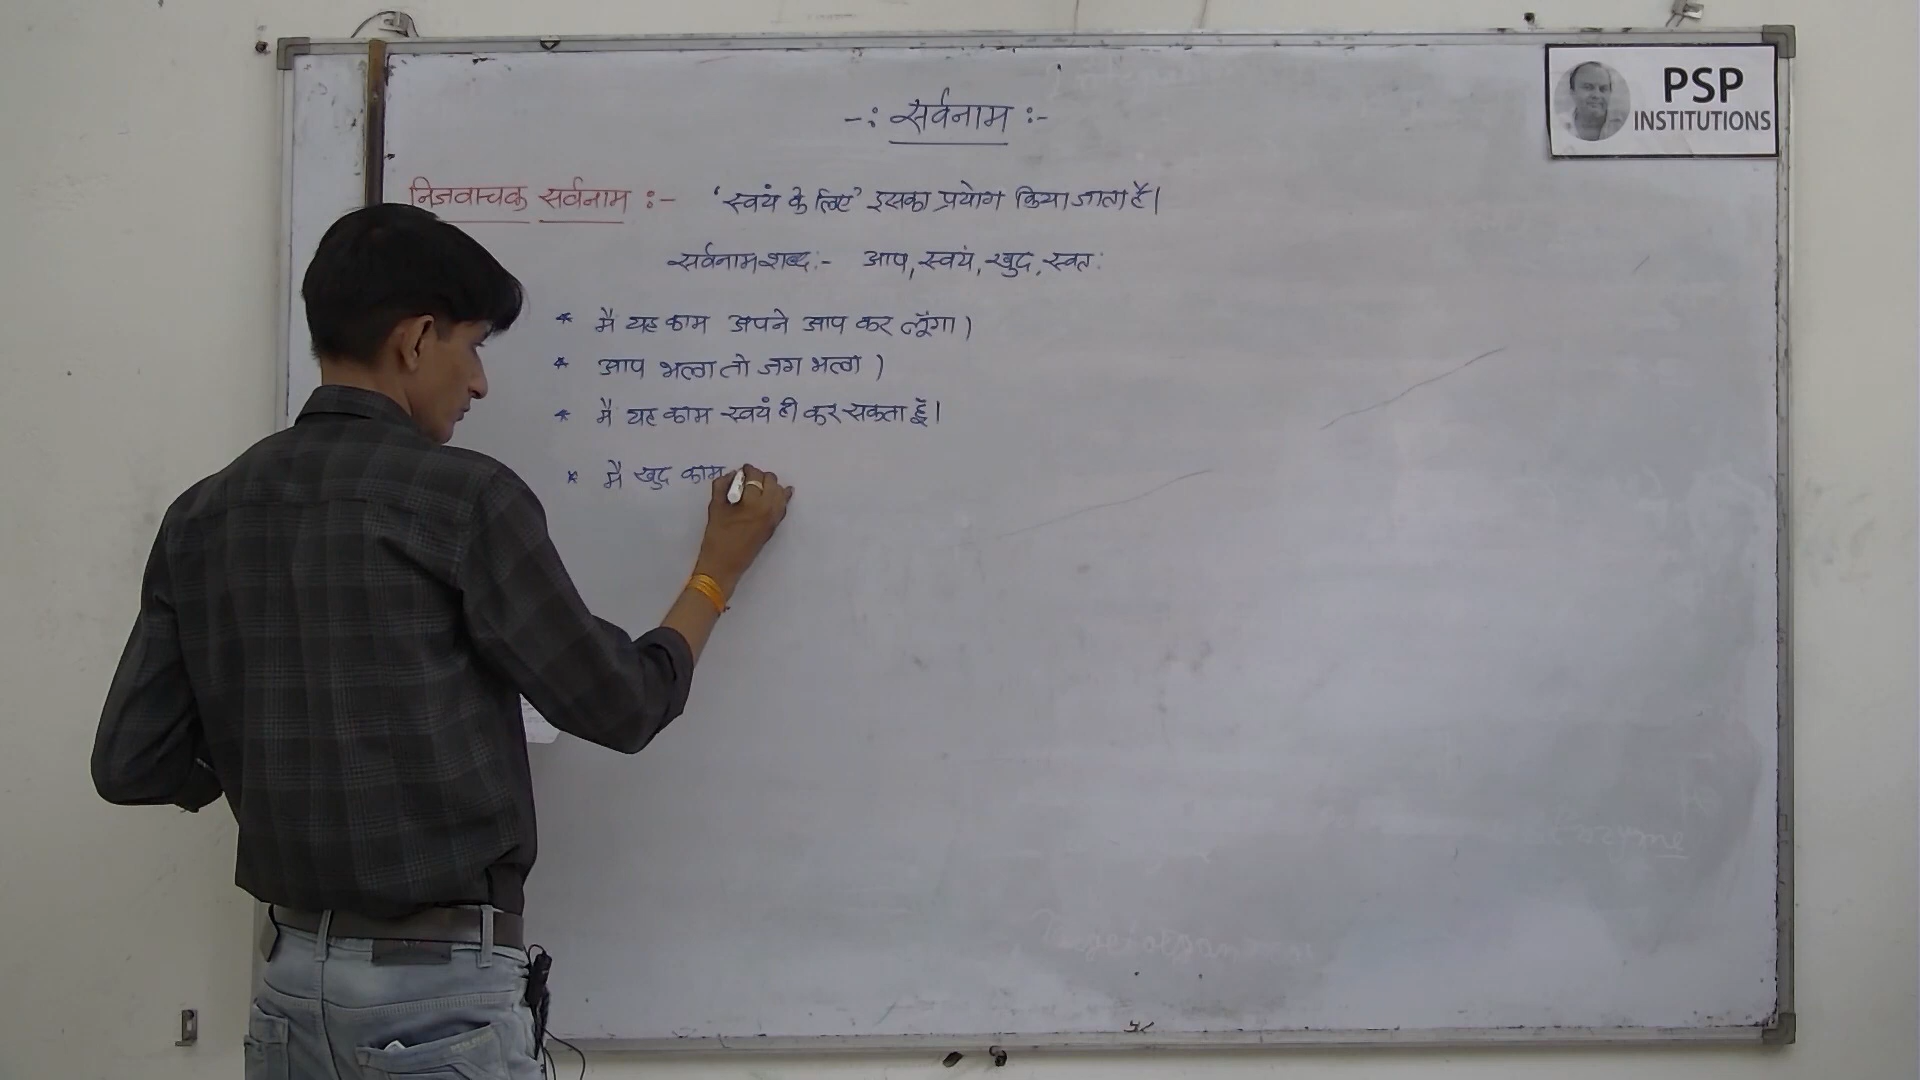 -: सर्वनाम :-
PSP
INSTITUTIONS
निजवाचक सर्वनाम :- 'स्वयं के लिए' इसका प्रयोग किया जाता है।
सर्वनाम शब्द :- आप, स्वयं, खुद, स्वतः
* मै यह काम अपने आप कर लूँगा।
* आप भला तो जग भला।
* मै यह काम स्वयं ही कर सकता हूँ।
* मै खुद काम